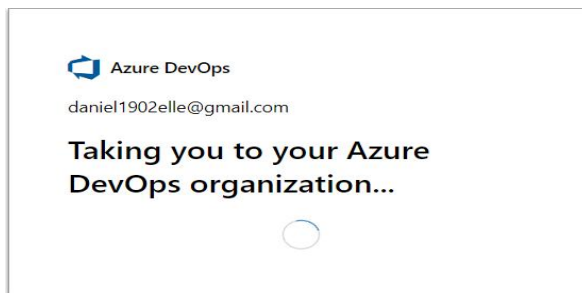 Azure DevOps
daniel1902elle@gmail.com
Taking you to your Azure
DevOps organization...